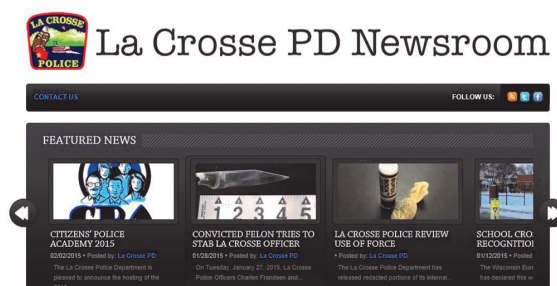 LA CROSSE
POLICE
La Crosse PD Newsroom
CONTACT US
FOLLOW US:
FEATURED NEWS
CPA
1 2 3 4 5
CITIZENS' POLICE
ACADEMY 2015
02/02/2015 • Posted by: La Crosse PD
The La Crosse Police Department is
pleased to announce the hosting of the
CONVICTED FELON TRIES TO
STAB LA CROSSE OFFICER
01/28/2015 • Posted by: La Crosse PD
On Tuesday, January 27, 2015, La Crosse
Police Officers Charles Frandsen and...
LA CROSSE POLICE REVIEW
USE OF FORCE
• Posted by: La Crosse PD
The La Crosse Police Department has
released redacted portions of its internal...
SCHOOL CRO
RECOGNITIO
01/12/2015 • Posted
The Wisconsin Bur
has declared this w